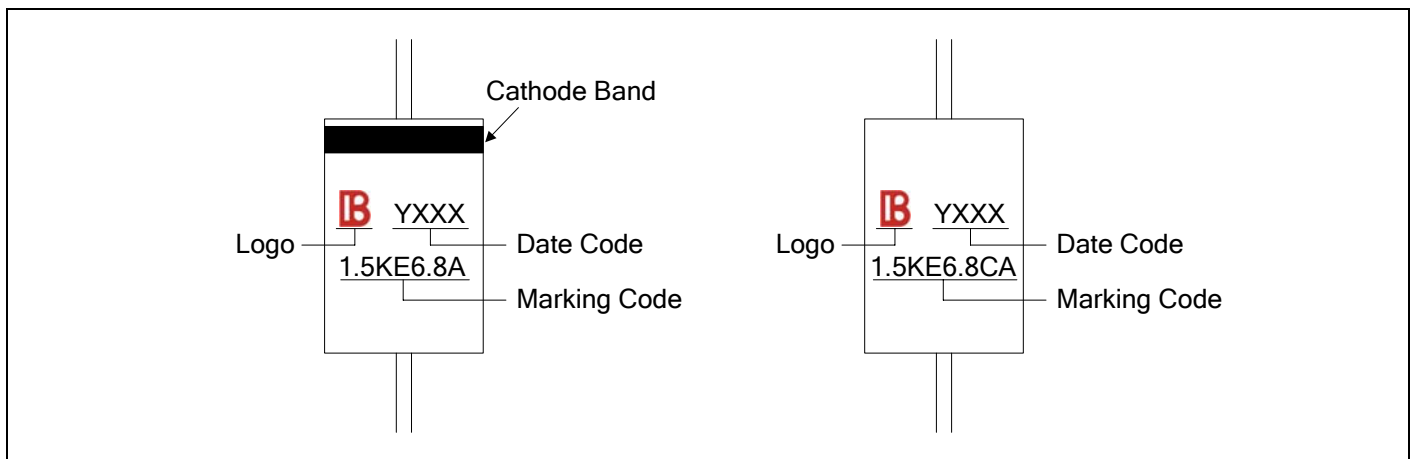 Cathode Band
B YXXX
Logo
Date Code
1.5KE6.8A
Marking Code
B YXXX
Logo
Date Code
1.5KE6.8CA
Marking Code